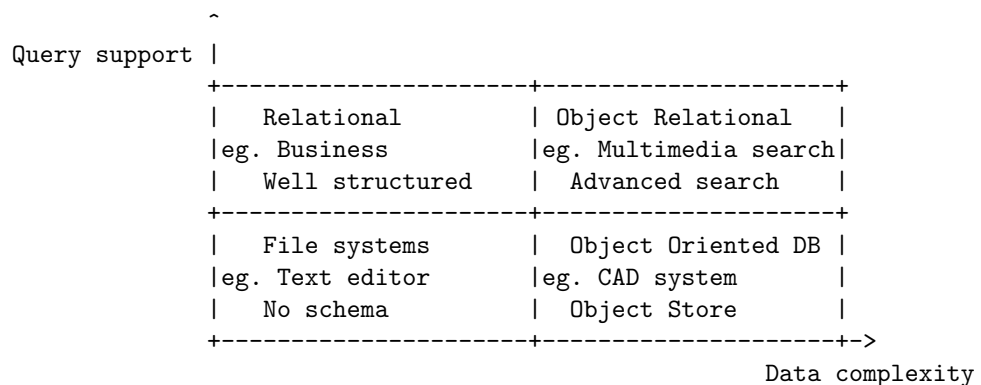 ^
Query support |
+----------------------+---------------------+
|   Relational         | Object Relational   |
|eg. Business          |eg. Multimedia search|
|   Well structured    |  Advanced search    |
+----------------------+---------------------+
|   File systems       |  Object Oriented DB |
|eg. Text editor       |eg. CAD system       |
|   No schema          |  Object Store       |
+----------------------+---------------------+->
Data complexity